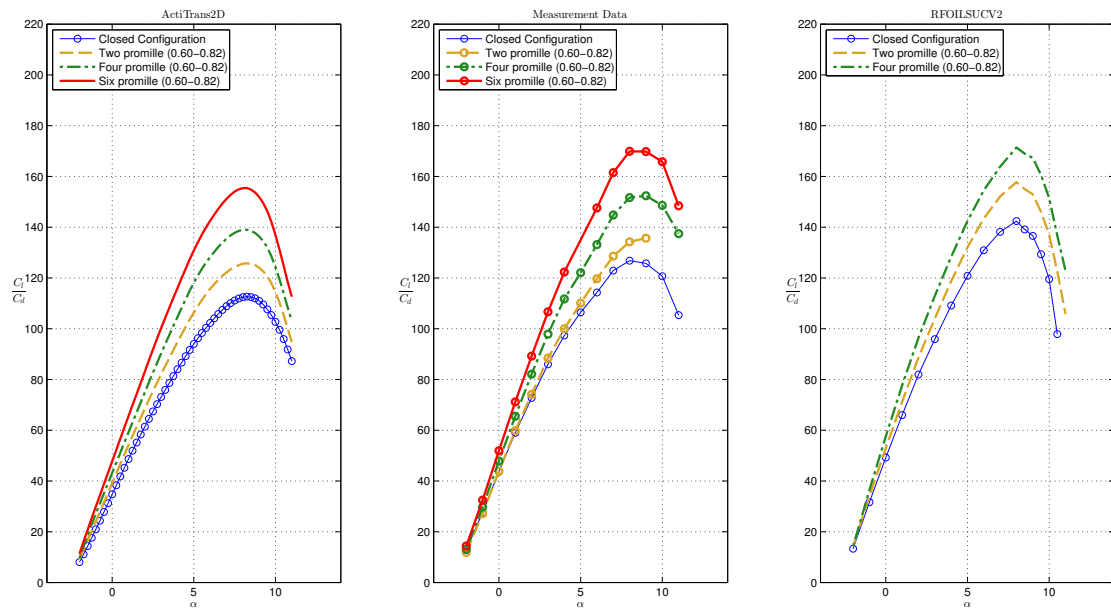 ActiTrans2D
Closed Configuration
Two promille (0.60−0.82)
Four promille (0.60−0.82)
Six promille (0.60−0.82)
220
200
180
160
140
120
100
80
60
40
20
0
C_l
C_d
0
5
10
α
Measurement Data
Closed Configuration
Two promille (0.60−0.82)
Four promille (0.60−0.82)
Six promille (0.60−0.82)
220
200
180
160
140
120
100
80
60
40
20
0
C_l
C_d
0
5
10
α
RFOILSUCV2
Closed Configuration
Two promille (0.60−0.82)
Four promille (0.60−0.82)
220
200
180
160
140
120
100
80
60
40
20
0
C_l
C_d
0
5
10
α